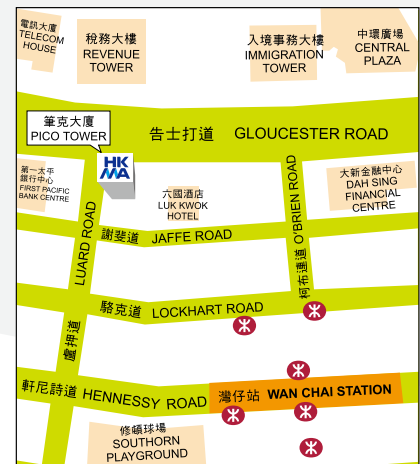 電訊大廈
TELECOM
HOUSE
稅務大樓
REVENUE
TOWER
入境事務大樓
IMMIGRATION
TOWER
中環廣場
CENTRAL
PLAZA
筆克大廈
PICO TOWER
告士打道 GLOUCESTER ROAD
HK
MA
第一太平
銀行中心
FIRST PACIFIC
BANK CENTRE
六國酒店
LUK KWOK
HOTEL
大新金融中心
DAH SING
FINANCIAL
CENTRE
謝斐道 JAFFE ROAD
柯布連道 O'BRIEN ROAD
盧押道 LUARD ROAD
駱克道 LOCKHART ROAD
軒尼詩道 HENNESSY ROAD
灣仔站 WAN CHAI STATION
修頓球場
SOUTHORN
PLAYGROUND